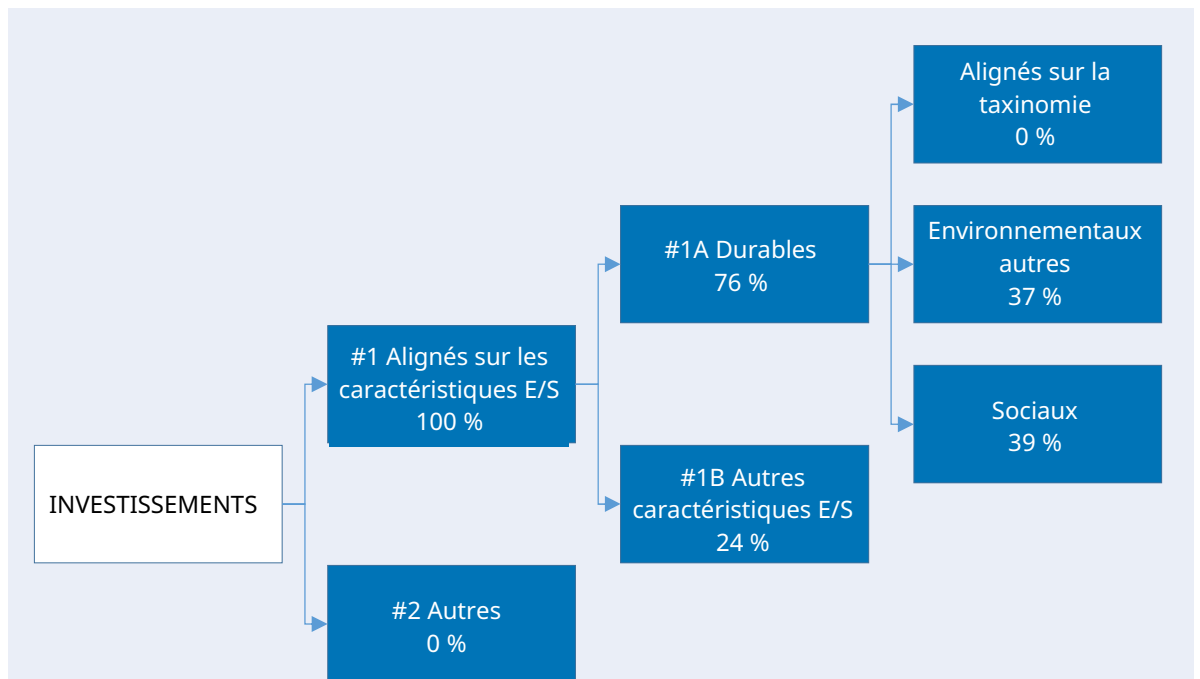 INVESTISSEMENTS
#1 Alignés sur les
caractéristiques E/S
100 %
#2 Autres
0 %
#1A Durables
76 %
#1B Autres
caractéristiques E/S
24 %
Alignés sur la
taxinomie
0 %
Environnementaux
autres
37 %
Sociaux
39 %